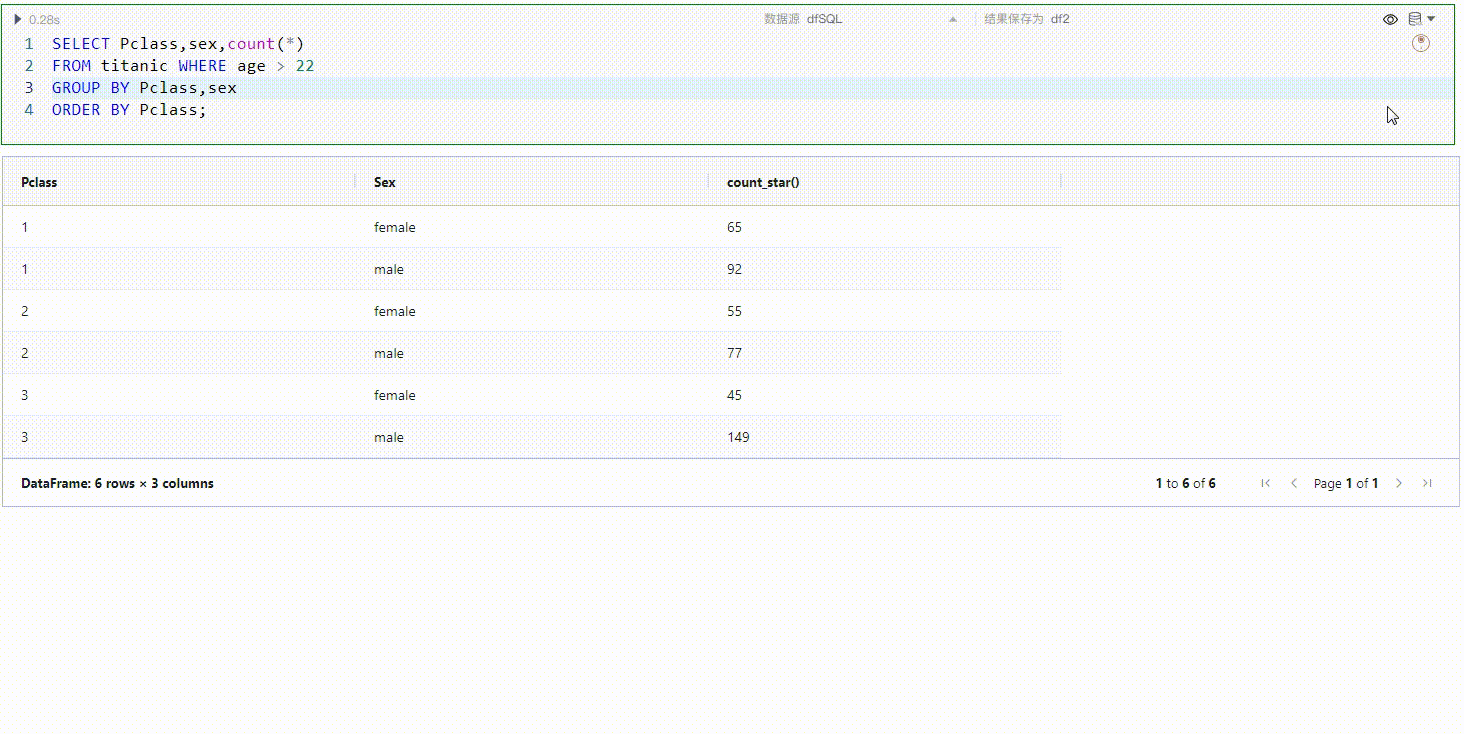 0.28s 数据源 dfSQL 结果保存为 df2
1 SELECT Pclass,sex,count(*)
2 FROM titanic WHERE age > 22
3 GROUP BY Pclass,sex
4 ORDER BY Pclass;
Pclass Sex count_star()
1 female 65
1 male 92
2 female 55
2 male 77
3 female 45
3 male 149
DataFrame: 6 rows × 3 columns 1 to 6 of 6 Page 1 of 1